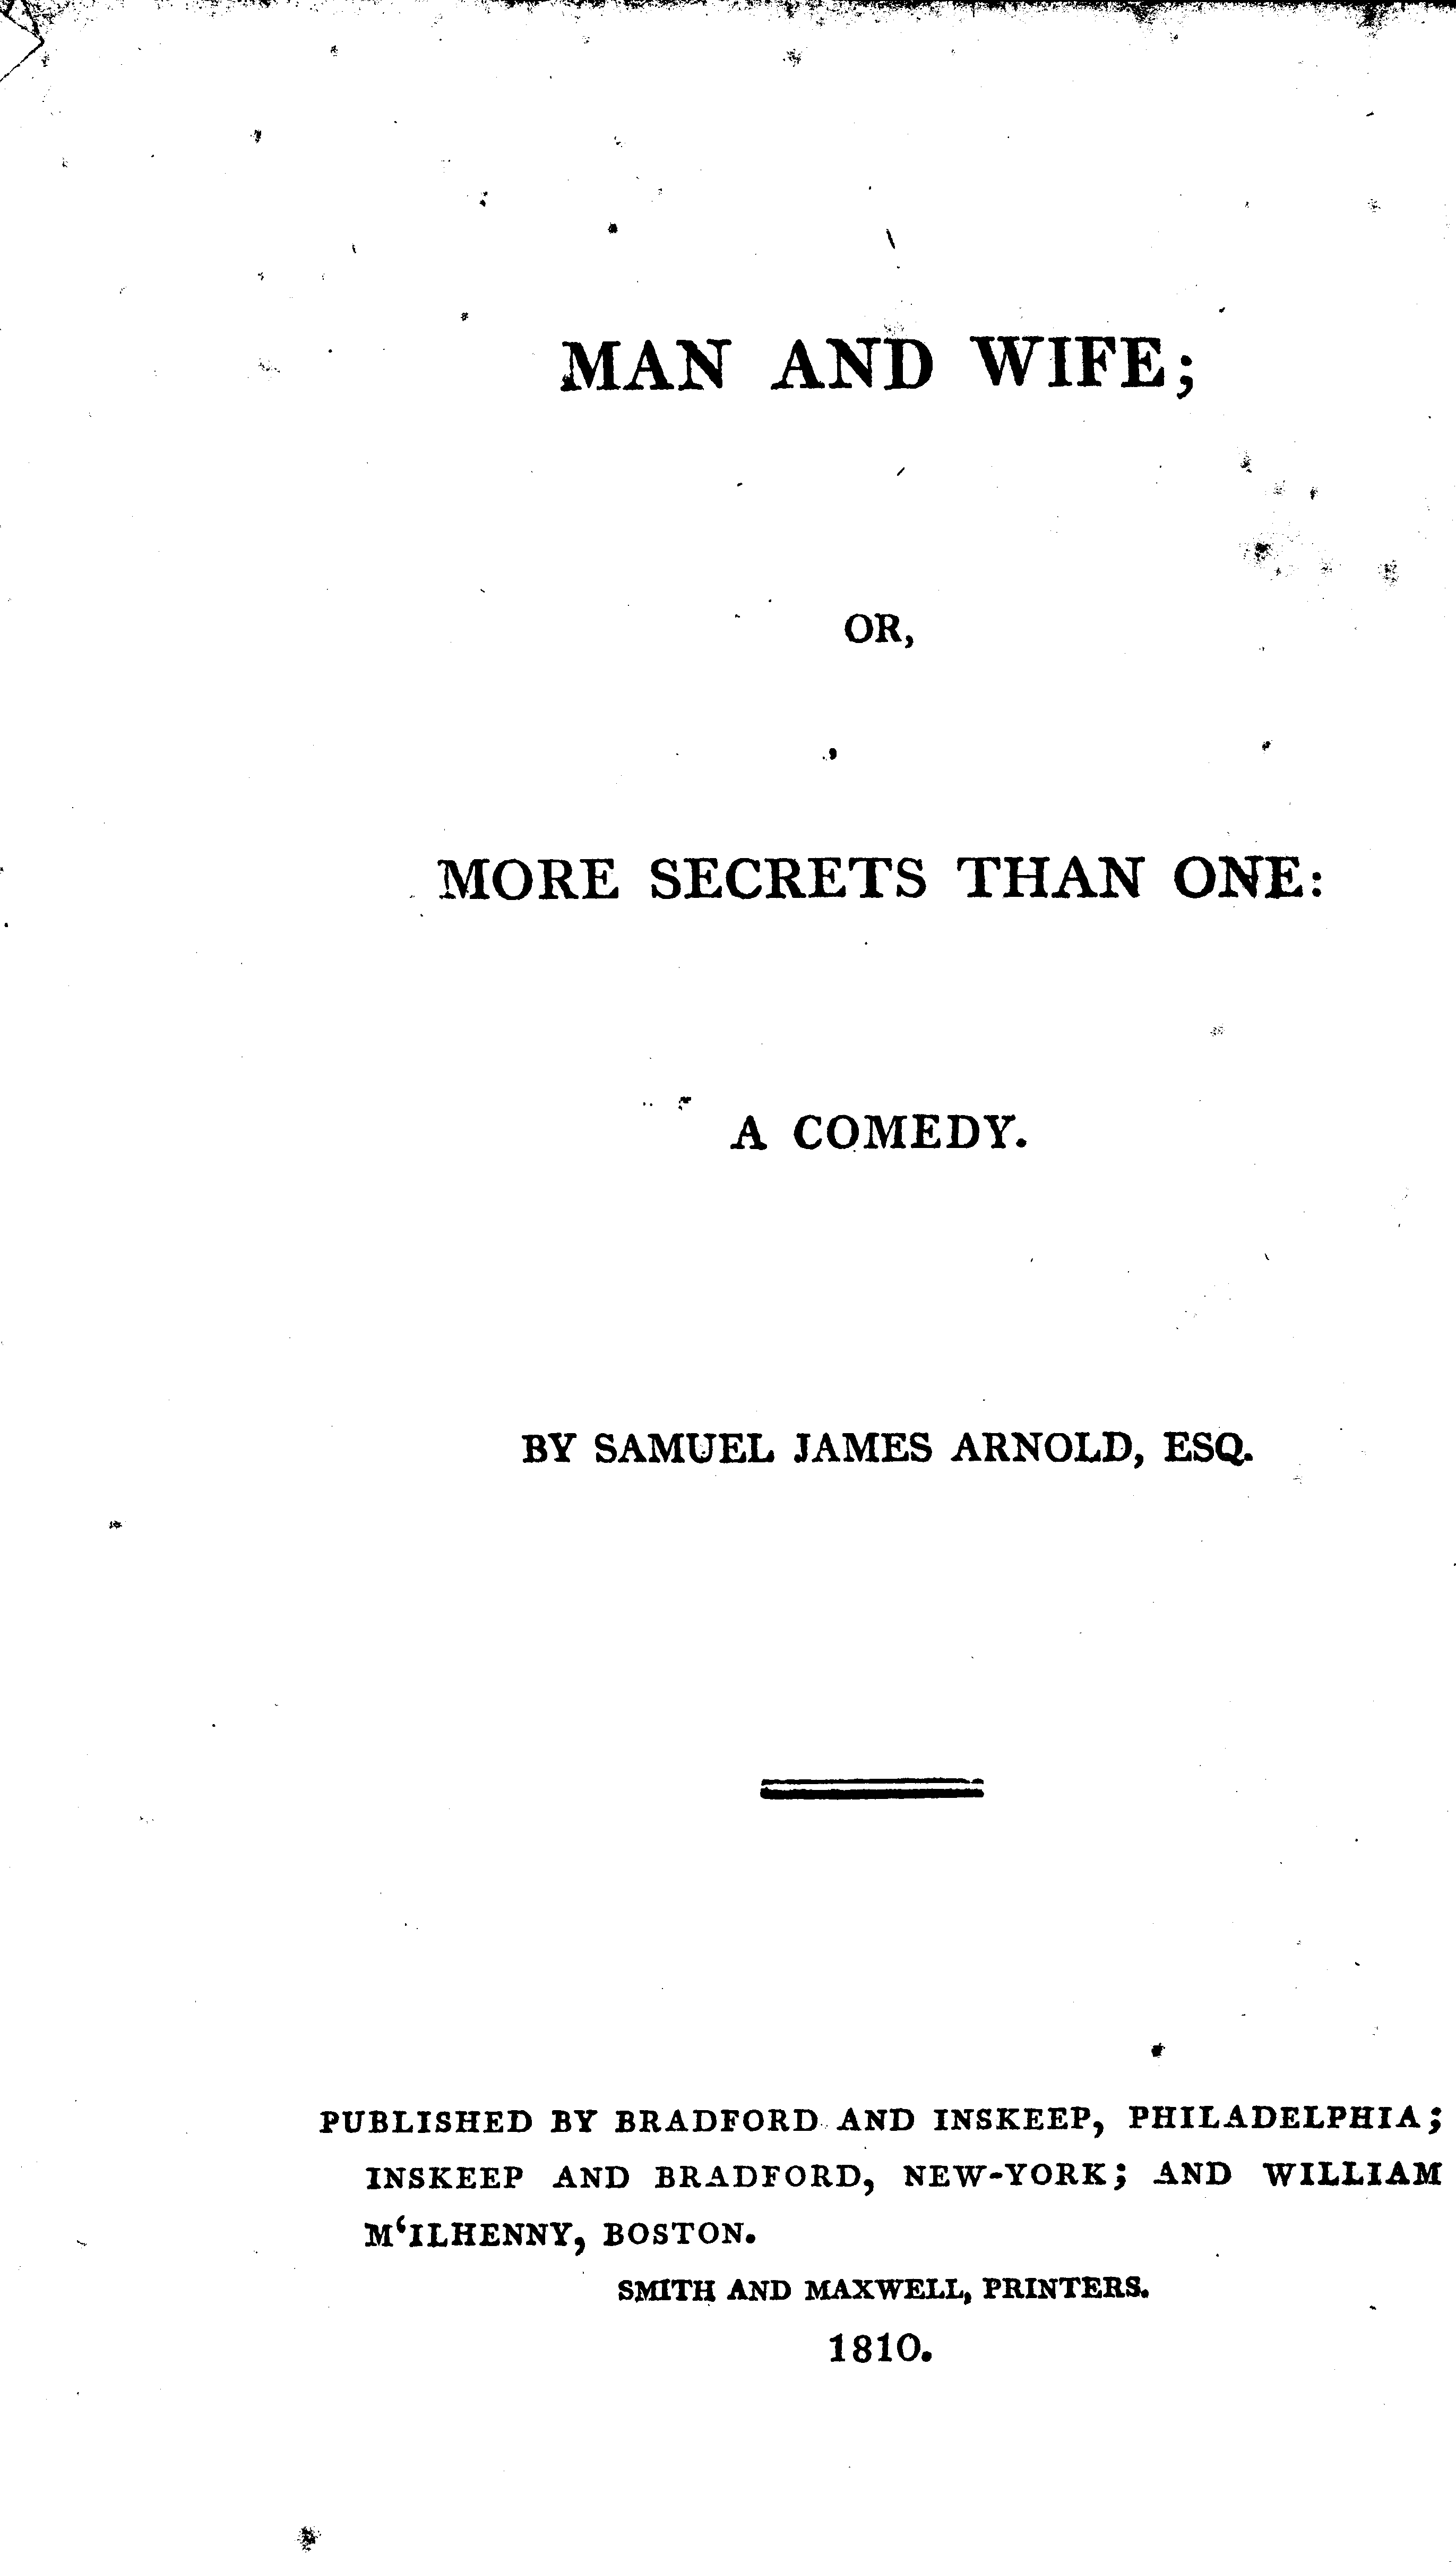 MAN AND WIFE;
OR,
MORE SECRETS THAN ONE:
A COMEDY.
BY SAMUEL JAMES ARNOLD, ESQ.
PUBLISHED BY BRADFORD AND INSKEEP, PHILADELPHIA;
INSKEEP AND BRADFORD, NEW-YORK; AND WILLIAM
M‘ILHENNY, BOSTON.
SMITH AND MAXWELL, PRINTERS.
1810.